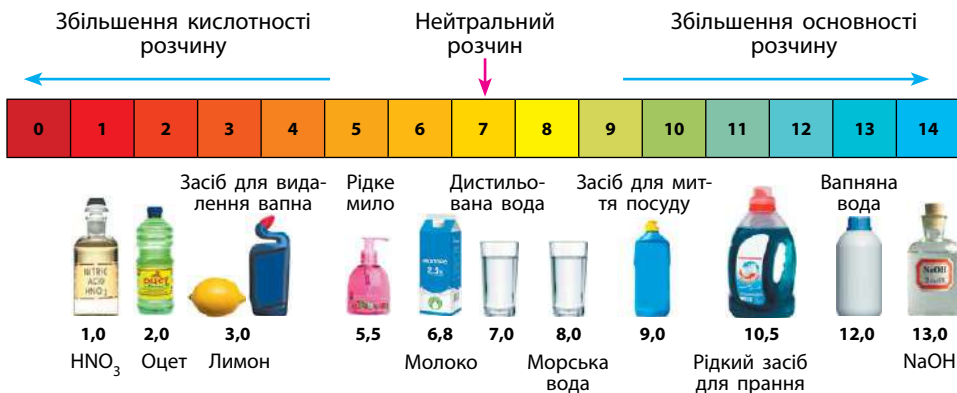 Збільшення кислотності
розчину
Нейтральний
розчин
Збільшення основності
розчину
0 1 2 3 4 5 6 7 8 9 10 11 12 13 14
Засіб для вида-
лення вапна
Рідке
мило
Дистильо-
вана вода
Засіб для мит-
тя посуду
Вапняна
вода
NITRIC
ACID
HNO3
2,5%
NaOH
1,0 2,0 3,0 5,5 6,8 7,0 8,0 9,0 10,5 12,0 13,0
HNO₃ Оцет Лимон Молоко Морська
вода
Рідкий засіб
для прання
NaOH